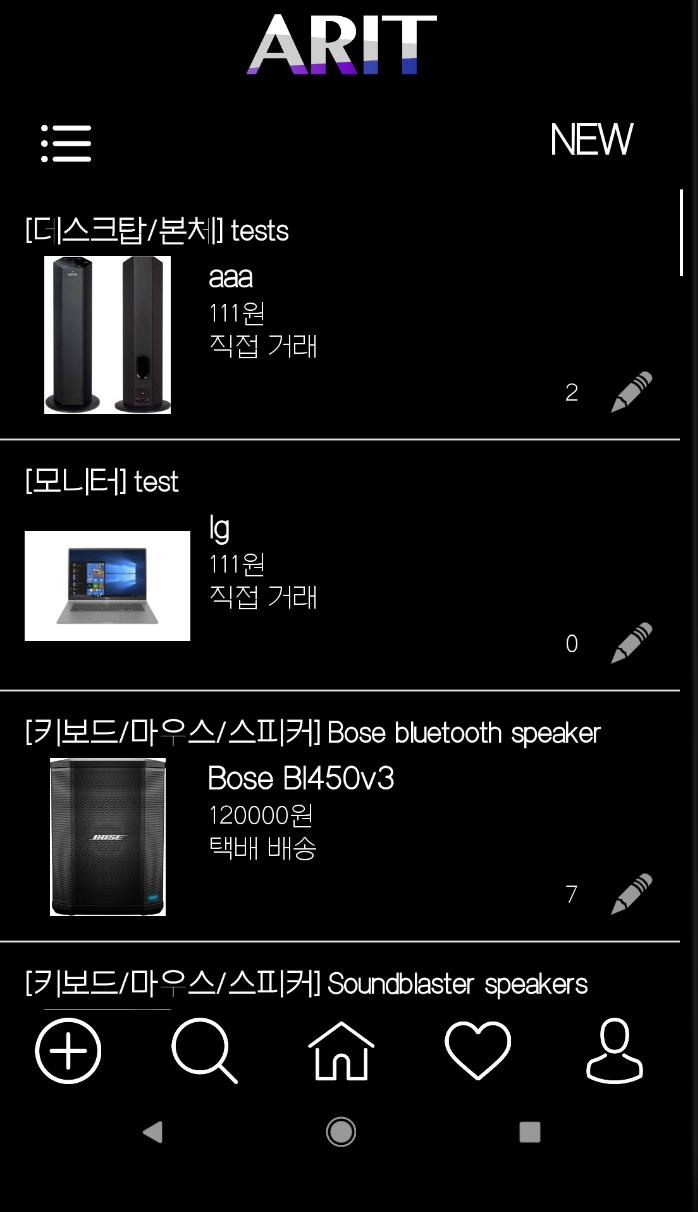 ARIT
NEW
[데스크탑/본체] tests
aaa
111원
직접 거래
2
[모니터] test
lg
111원
직접 거래
0
[키보드/마우스/스피커] Bose bluetooth speaker
Bose Bl450v3
120000원
택배 배송
BOSE
7
[키보드/마우스/스피커] Soundblaster speakers